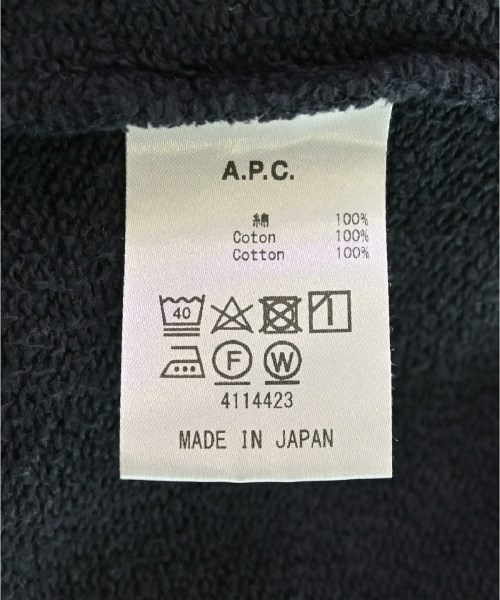 A.P.C.
綿 100%
Coton 100%
Cotton 100%
40
F W
4114423
MADE IN JAPAN